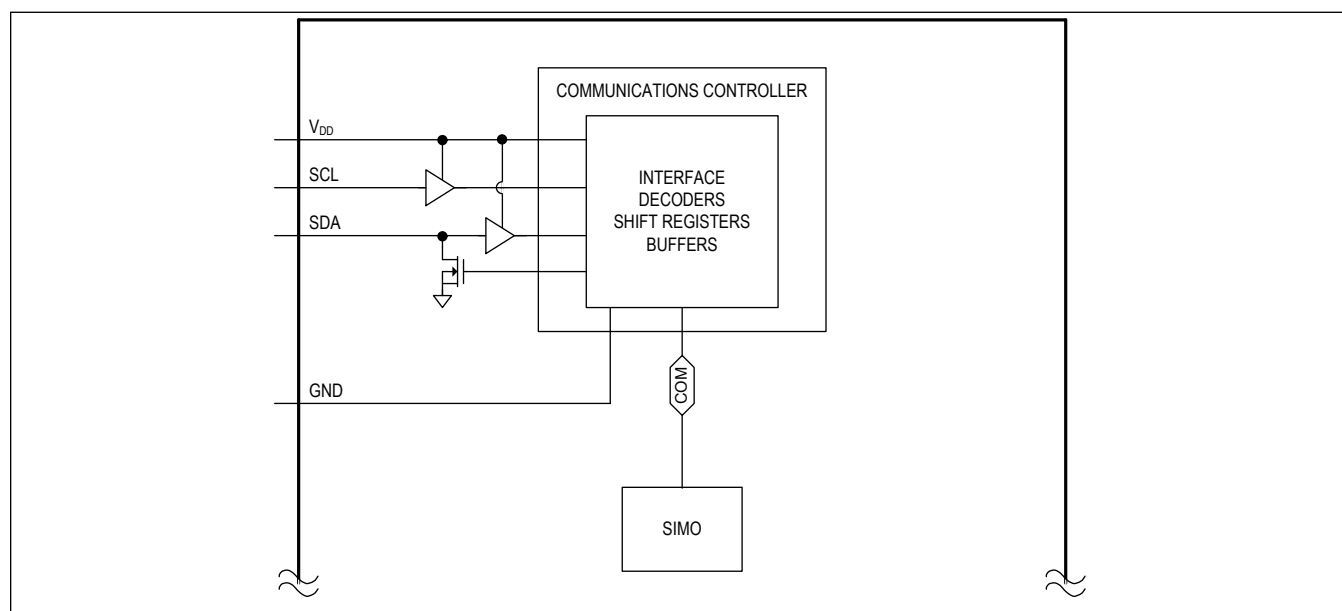 COMMUNICATIONS CONTROLLER
VDD
SCL
SDA
INTERFACE
DECODERS
SHIFT REGISTERS
BUFFERS
GND
COM
SIMO